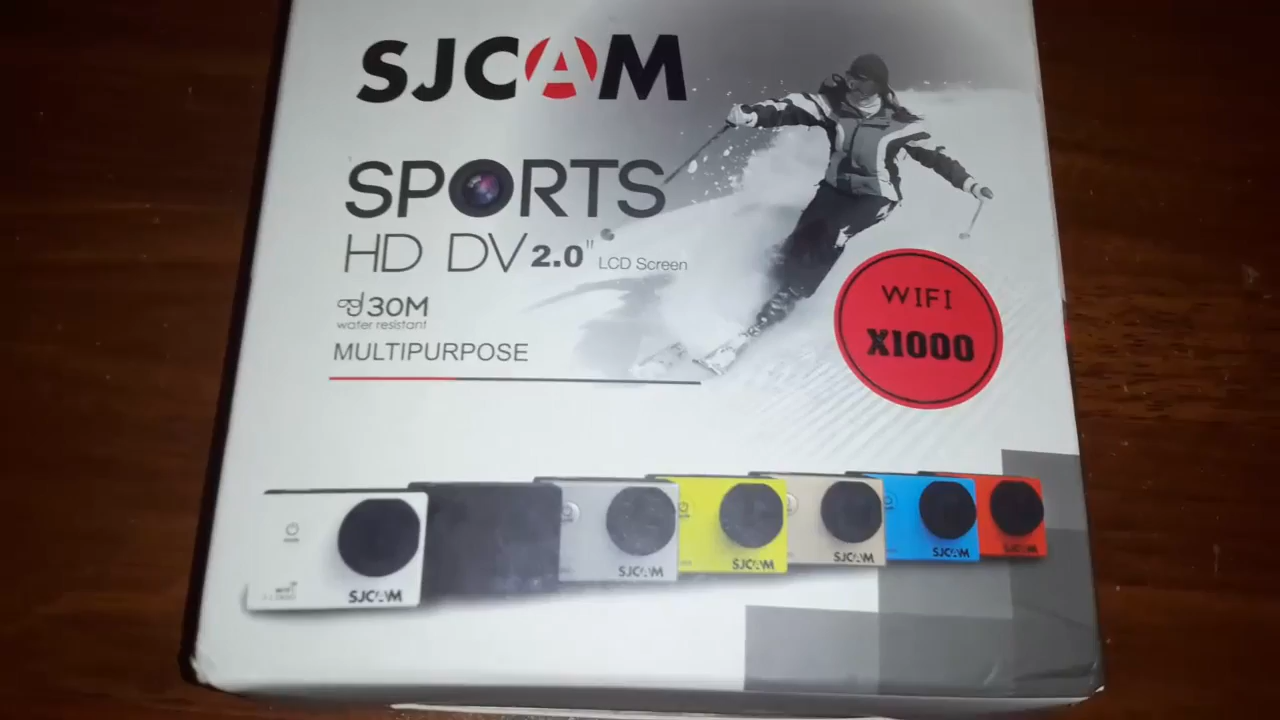 SJCAM
SPORTS
HD DV 2.0" LCD Screen
30M
water resistant
MULTIPURPOSE
WIFI
X1000
SJCAM
SJCAM
SJCAM
SJCAM
SJCAM
SJCAM